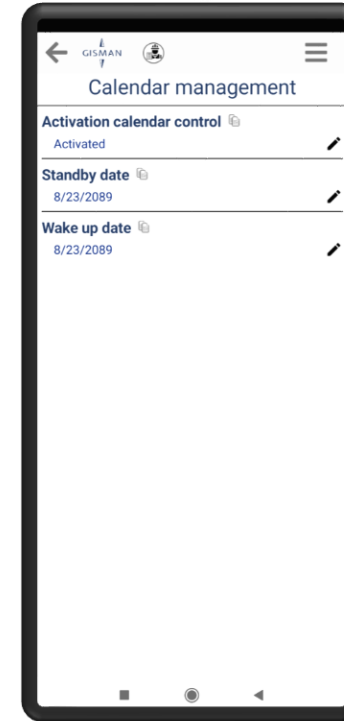 GISMAN
Calendar management
Activation calendar control
Activated
Standby date
8/23/2089
Wake up date
8/23/2089